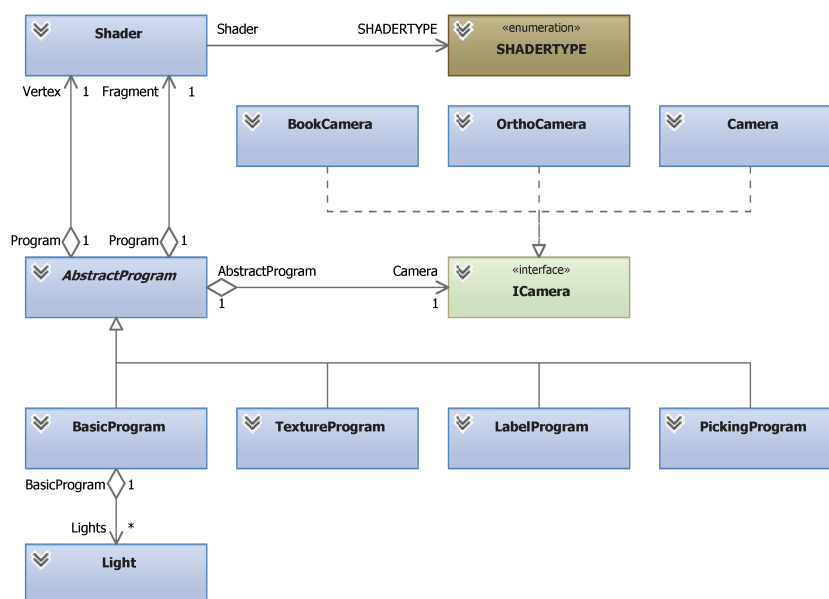 Shader
Shader
SHADERTYPE
«enumeration»
SHADERTYPE
Vertex
1
Fragment
1
BookCamera
OrthoCamera
Camera
Program
1
Program
1
AbstractProgram
AbstractProgram
1
Camera
1
«interface»
ICamera
BasicProgram
TextureProgram
LabelProgram
PickingProgram
BasicProgram
1
Lights
*
Light